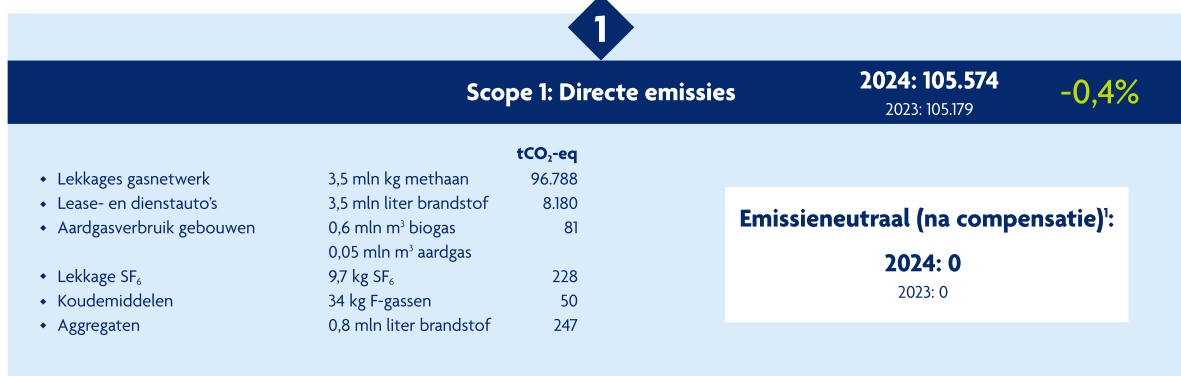 1
Scope 1: Directe emissies
2024: 105.574
2023: 105.179
-0,4%
tCO₂-eq
Lekkages gasnetwerk 3,5 mln kg methaan 96.788
Lease- en dienstauto’s 3,5 mln liter brandstof 8.180
Aardgasverbruik gebouwen 0,6 mln m³ biogas 81
0,05 mln m³ aardgas
Lekkage SF₆ 9,7 kg SF₆ 228
Koudemiddelen 34 kg F-gassen 50
Aggregaten 0,8 mln liter brandstof 247
Emissieneutraal (na compensatie)¹:
2024: 0
2023: 0